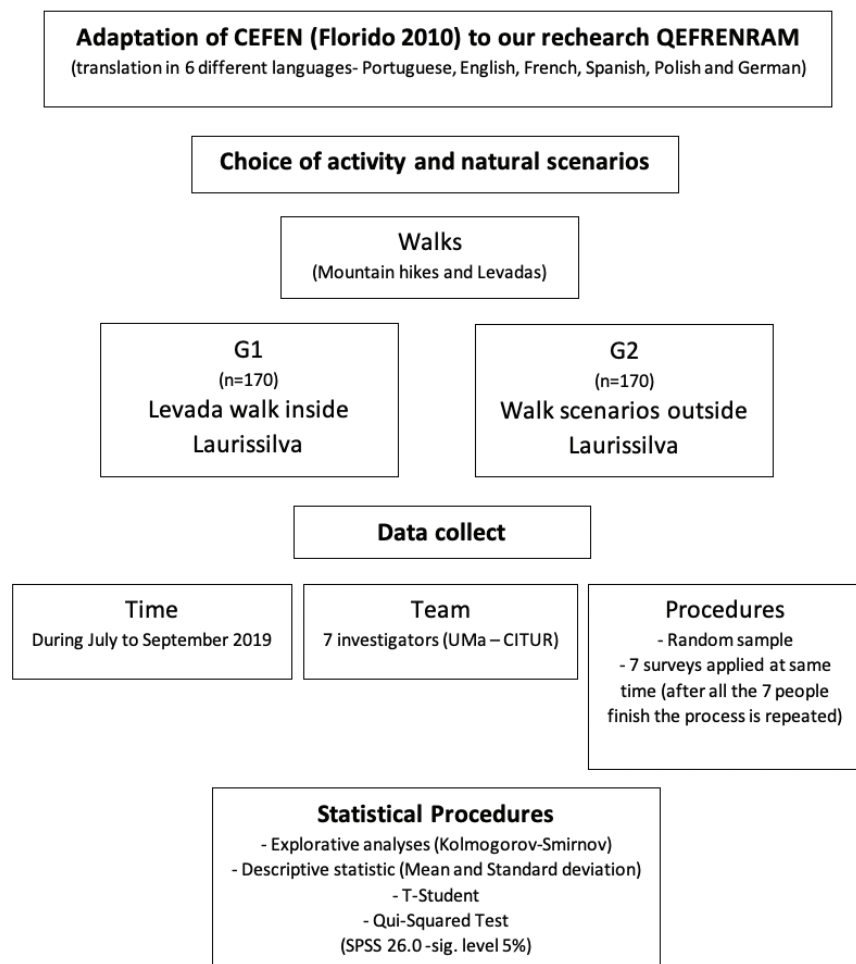 Adaptation of CEFEN (Florido 2010) to our rechearch QEFRENRAM
(translation in 6 different languages- Portuguese, English, French, Spanish, Polish and German)
Choice of activity and natural scenarios
Walks
(Mountain hikes and Levadas)
G1
(n=170)
Levada walk inside
Laurissilva
G2
(n=170)
Walk scenarios outside
Laurissilva
Data collect
Time
During July to September 2019
Team
7 investigators (UMa – CITUR)
Procedures
- Random sample
- 7 surveys applied at same
time (after all the 7 people
finish the process is repeated)
Statistical Procedures
- Explorative analyses (Kolmogorov-Smirnov)
- Descriptive statistic (Mean and Standard deviation)
- T-Student
- Qui-Squared Test
(SPSS 26.0 -sig. level 5%)